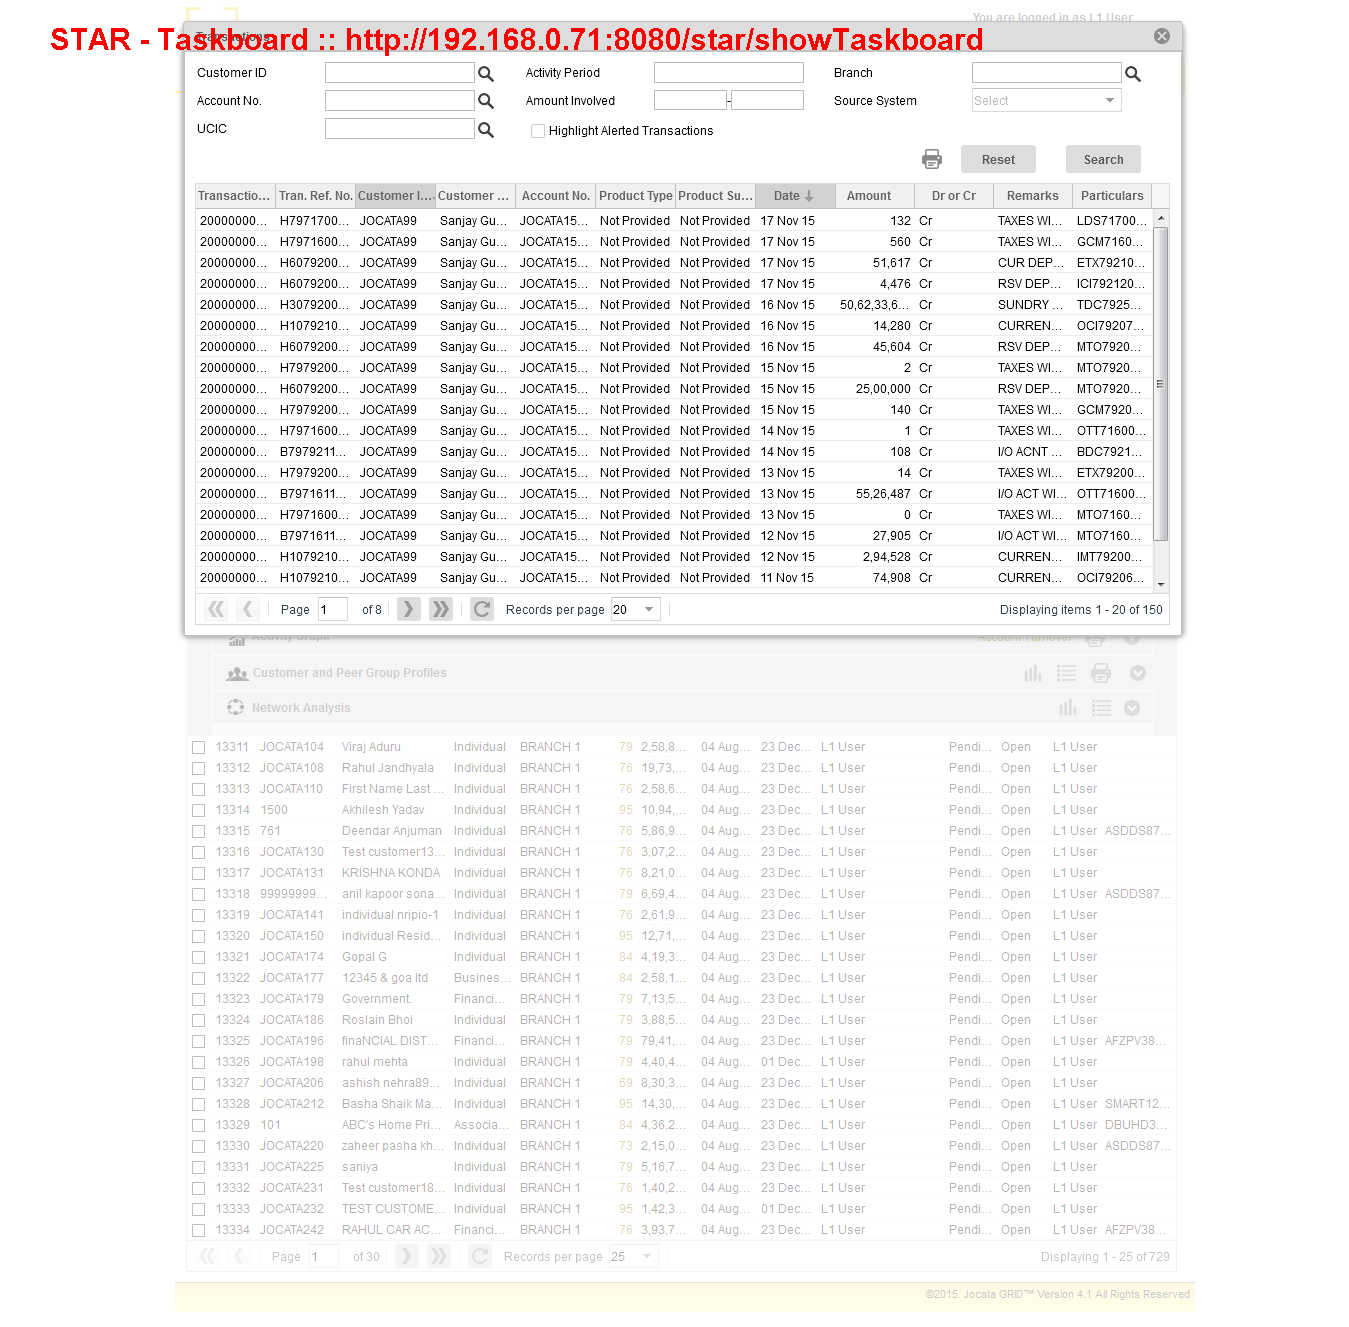 You are logged in as L1 User
STAR - Taskboard :: http://192.168.0.71:8080/star/showTaskboard
Transactions
Customer ID Activity Period Branch
Account No. Amount Involved - Source System Select
UCIC Highlight Alerted Transactions
Reset Search
Transactio... Tran. Ref. No. Customer I... Customer ... Account No. Product Type Product Su... Date Amount Dr or Cr Remarks Particulars
20000000... H7971700... JOCATA99 Sanjay Gu... JOCATA15... Not Provided Not Provided 17 Nov 15 132 Cr TAXES WI... LDS71700...
20000000... H7971600... JOCATA99 Sanjay Gu... JOCATA15... Not Provided Not Provided 17 Nov 15 560 Cr TAXES WI... GCM7160...
20000000... H6079200... JOCATA99 Sanjay Gu... JOCATA15... Not Provided Not Provided 17 Nov 15 51,617 Cr CUR DEP... ETX79210...
20000000... H6079200... JOCATA99 Sanjay Gu... JOCATA15... Not Provided Not Provided 17 Nov 15 4,476 Cr RSV DEP... ICI792120...
20000000... H3079200... JOCATA99 Sanjay Gu... JOCATA15... Not Provided Not Provided 16 Nov 15 50,62,33,6... Cr SUNDRY ... TDC7925...
20000000... H1079210... JOCATA99 Sanjay Gu... JOCATA15... Not Provided Not Provided 16 Nov 15 14,280 Cr CURREN... OCI79207...
20000000... H6079200... JOCATA99 Sanjay Gu... JOCATA15... Not Provided Not Provided 16 Nov 15 45,604 Cr RSV DEP... MTO7920...
20000000... H7979200... JOCATA99 Sanjay Gu... JOCATA15... Not Provided Not Provided 15 Nov 15 2 Cr TAXES WI... MTO7920...
20000000... H6079200... JOCATA99 Sanjay Gu... JOCATA15... Not Provided Not Provided 15 Nov 15 25,00,000 Cr RSV DEP... MTO7920...
20000000... H7979200... JOCATA99 Sanjay Gu... JOCATA15... Not Provided Not Provided 15 Nov 15 140 Cr TAXES WI... GCM7920...
20000000... H7971600... JOCATA99 Sanjay Gu... JOCATA15... Not Provided Not Provided 14 Nov 15 1 Cr TAXES WI... OTT71600...
20000000... B7979211... JOCATA99 Sanjay Gu... JOCATA15... Not Provided Not Provided 14 Nov 15 108 Cr I/O ACNT ... BDC7921...
20000000... H7979200... JOCATA99 Sanjay Gu... JOCATA15... Not Provided Not Provided 13 Nov 15 14 Cr TAXES WI... ETX79200...
20000000... B7971611... JOCATA99 Sanjay Gu... JOCATA15... Not Provided Not Provided 13 Nov 15 55,26,487 Cr I/O ACT WI... OTT71600...
20000000... H7971600... JOCATA99 Sanjay Gu... JOCATA15... Not Provided Not Provided 13 Nov 15 0 Cr TAXES WI... MTO7160...
20000000... B7971611... JOCATA99 Sanjay Gu... JOCATA15... Not Provided Not Provided 12 Nov 15 27,905 Cr I/O ACT WI... MTO7160...
20000000... H1079210... JOCATA99 Sanjay Gu... JOCATA15... Not Provided Not Provided 12 Nov 15 2,94,528 Cr CURREN... IMT79200...
20000000... H1079210... JOCATA99 Sanjay Gu... JOCATA15... Not Provided Not Provided 11 Nov 15 74,908 Cr CURREN... OCI79206...
Page 1 of 8 Records per page 20 Displaying items 1 - 20 of 150
Activity Graph Account Turnover
Customer and Peer Group Profiles
Network Analysis
13311 JOCATA104 Viraj Aduru Individual BRANCH 1 79 2,58,8... 04 Aug... 23 Dec... L1 User Pendi... Open L1 User
13312 JOCATA108 Rahul Jandhyala Individual BRANCH 1 76 19,73,... 04 Aug... 23 Dec... L1 User Pendi... Open L1 User
13313 JOCATA110 First Name Last ... Individual BRANCH 1 76 2,58,6... 04 Aug... 23 Dec... L1 User Pendi... Open L1 User
13314 1500 Akhilesh Yadav Individual BRANCH 1 95 10,94,... 04 Aug... 23 Dec... L1 User Pendi... Open L1 User
13315 761 Deendar Anjuman Individual BRANCH 1 76 5,86,9... 04 Aug... 23 Dec... L1 User Pendi... Open L1 User ASDDS87...
13316 JOCATA130 Test customer13... Individual BRANCH 1 76 3,07,2... 04 Aug... 23 Dec... L1 User Pendi... Open L1 User
13317 JOCATA131 KRISHNA KONDA Individual BRANCH 1 76 8,21,0... 04 Aug... 23 Dec... L1 User Pendi... Open L1 User
13318 99999999... anil kapoor sona... Individual BRANCH 1 79 6,69,4... 04 Aug... 23 Dec... L1 User Pendi... Open L1 User ASDDS87...
13319 JOCATA141 individual nripio-1 Individual BRANCH 1 76 2,61,9... 04 Aug... 23 Dec... L1 User Pendi... Open L1 User
13320 JOCATA150 individual Resid... Individual BRANCH 1 95 12,71,... 04 Aug... 23 Dec... L1 User Pendi... Open L1 User
13321 JOCATA174 Gopal G Individual BRANCH 1 84 4,19,3... 04 Aug... 23 Dec... L1 User Pendi... Open L1 User
13322 JOCATA177 12345 & goa ltd Busines... BRANCH 1 84 2,58,1... 04 Aug... 23 Dec... L1 User Pendi... Open L1 User
13323 JOCATA179 Government. Financi... BRANCH 1 79 7,13,5... 04 Aug... 23 Dec... L1 User Pendi... Open L1 User
13324 JOCATA186 Roslain Bhoi Individual BRANCH 1 79 3,88,5... 04 Aug... 23 Dec... L1 User Pendi... Open L1 User
13325 JOCATA196 finaNCIAL DIST... Financi... BRANCH 1 79 79,41,... 04 Aug... 23 Dec... L1 User Pendi... Open L1 User AFZPV38...
13326 JOCATA198 rahul mehta Individual BRANCH 1 79 4,40,4... 04 Aug... 01 Dec... L1 User Pendi... Open L1 User
13327 JOCATA206 ashish nehra89... Individual BRANCH 1 69 8,30,3... 04 Aug... 23 Dec... L1 User Pendi... Open L1 User
13328 JOCATA212 Basha Shaik Ma... Individual BRANCH 1 95 14,30,... 04 Aug... 23 Dec... L1 User Pendi... Open L1 User SMART12...
13329 101 ABC's Home Pri... Associa... BRANCH 1 84 4,36,2... 04 Aug... 23 Dec... L1 User Pendi... Open L1 User DBUHD3...
13330 JOCATA220 zaheer pasha kh... Individual BRANCH 1 73 2,15,0... 04 Aug... 23 Dec... L1 User Pendi... Open L1 User ASDDS87...
13331 JOCATA225 saniya Individual BRANCH 1 79 5,16,7... 04 Aug... 23 Dec... L1 User Pendi... Open L1 User
13332 JOCATA231 Test customer18... Individual BRANCH 1 76 1,40,2... 04 Aug... 23 Dec... L1 User Pendi... Open L1 User
13333 JOCATA232 TEST CUSTOME... Individual BRANCH 1 95 1,42,3... 04 Aug... 01 Dec... L1 User Pendi... Open L1 User
13334 JOCATA242 RAHUL CAR AC... Financi... BRANCH 1 76 3,93,7... 04 Aug... 23 Dec... L1 User Pendi... Open L1 User AFZPV38...
Page 1 of 30 Records per page 25 Displaying 1 - 25 of 729
©2015. Jocata GRID™ Version 4.1 All Rights Reserved